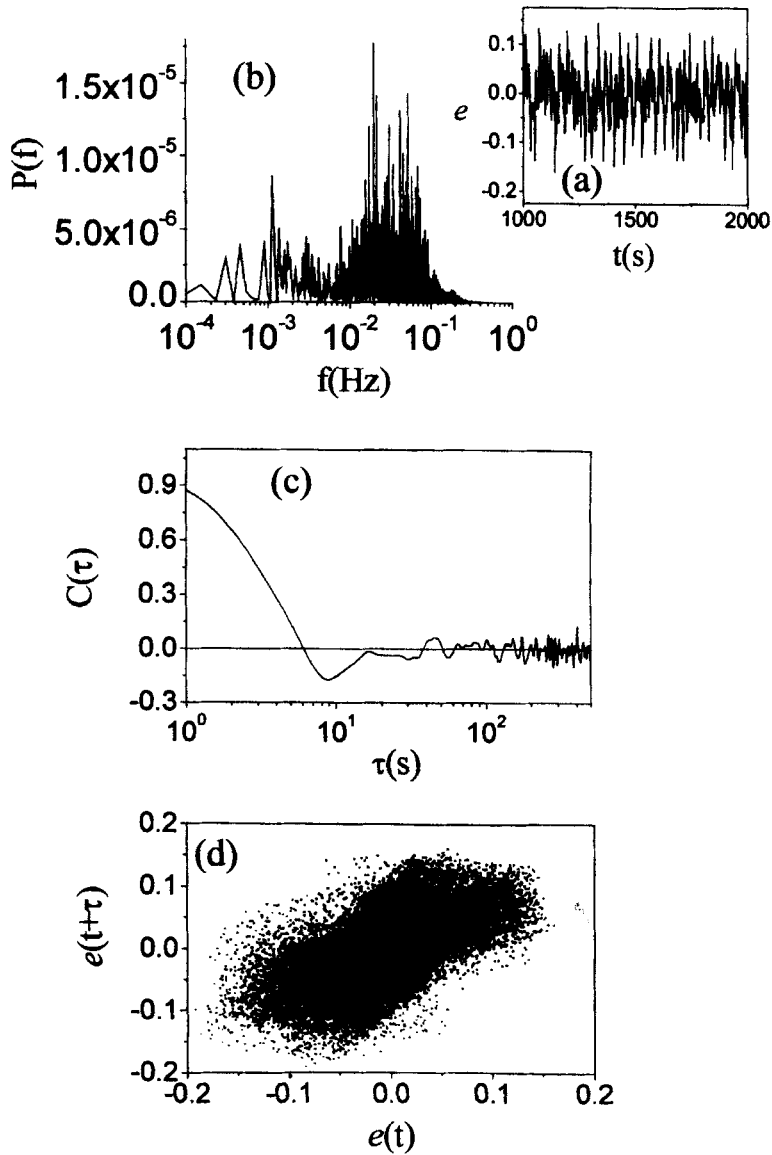 (b)
1.5x10⁻⁵
1.0x10⁻⁵
5.0x10⁻⁶
0.0
P(f)
10⁻⁴ 10⁻³ 10⁻² 10⁻¹ 10⁰
f(Hz)
0.1
0.0
-0.1
-0.2
e
(a)
1000 1500 2000
t(s)
(c)
0.9
0.6
0.3
0.0
-0.3
C(τ)
10⁰ 10¹ 10²
τ(s)
(d)
0.2
0.1
0.0
-0.1
-0.2
e(t+τ)
-0.2 -0.1 0.0 0.1 0.2
e(t)